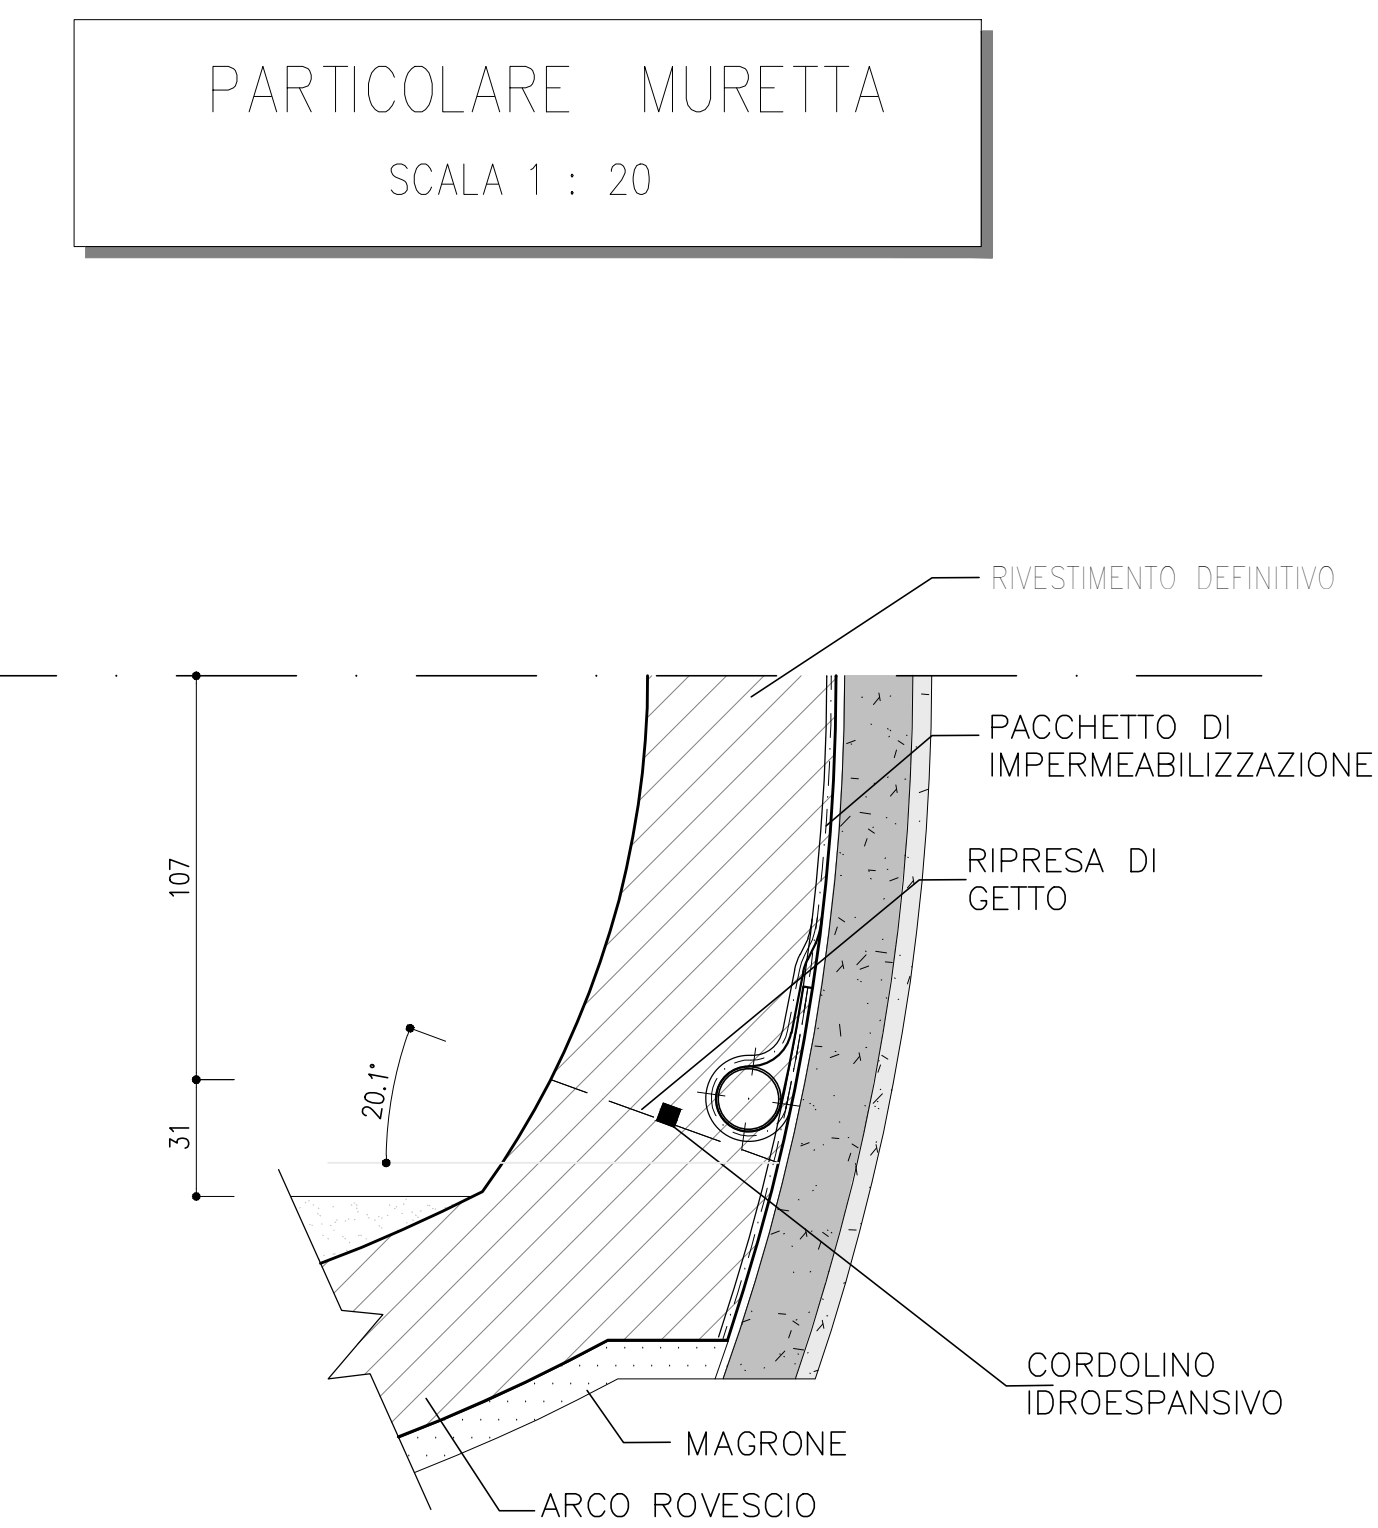 PARTICOLARE MURETTA
SCALA 1 : 20
RIVESTIMENTO DEFINITIVO
PACCHETTO DI
IMPERMEABILIZZAZIONE
RIPRESA DI
GETTO
107
20.1°
31
CORDOLINO
IDROESPANSIVO
MAGRONE
ARCO ROVESCIO